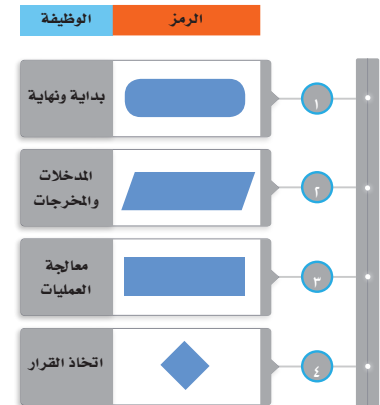 الرمز الوظيفة
١ بداية ونهاية
٢ المدخلات
والمخرجات
٣ معالجة
العمليات
٤ اتخاذ القرار